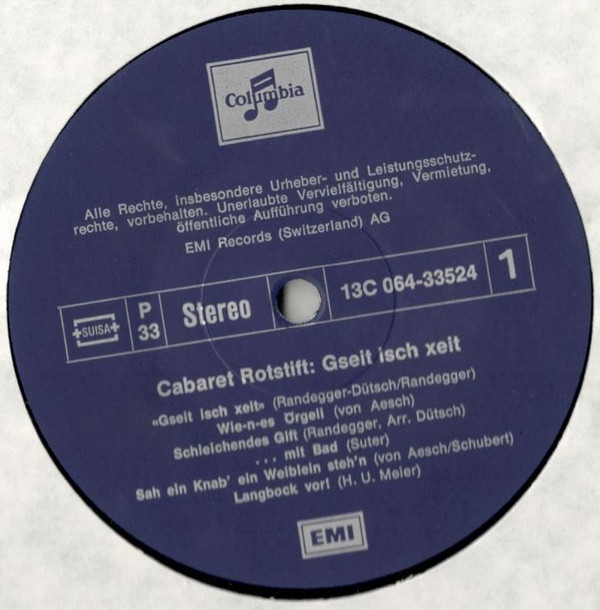 Columbia
Alle Rechte, insbesondere Urheber- und Leistungsschutz-
rechte, vorbehalten. Unerlaubte Vervielfältigung, Vermietung,
öffentliche Aufführung verboten.
EMI Records (Switzerland) AG
SUISA
P
33
Stereo
13C 064-33524
1
Cabaret Rotstift: Gseit isch xeit
«Gseit isch xeit» (Randegger-Dütsch/Randegger)
Wie-n-es Örgeli (von Aesch)
Schleichendes Gift (Randegger, Arr. Dütsch)
. . . mit Bad (Suter)
Sah ein Knab' ein Weiblein steh'n (von Aesch/Schubert)
Langbock vor! (H. U. Meier)
EMI